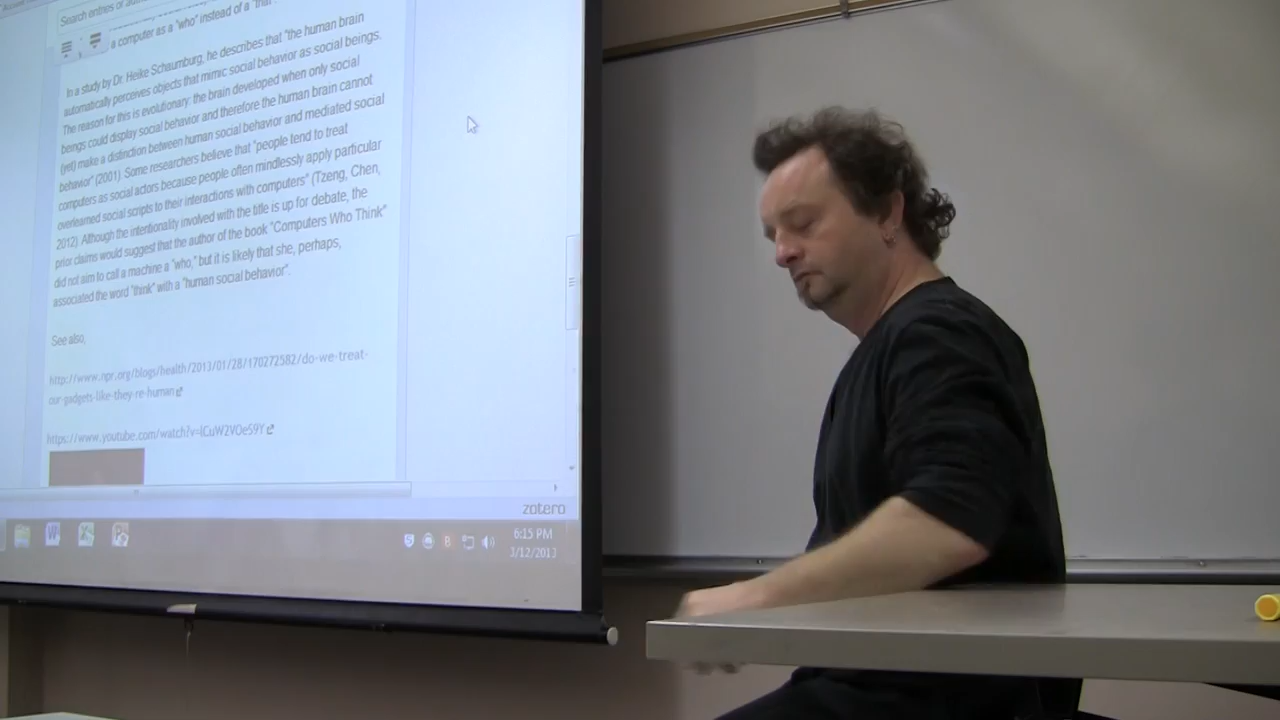 Search entries or
a computer as a "who" instead of a "that
In a study by Dr. Heike Schaumburg, he describes that "the human brain
automatically perceives objects that mimic social behavior as social beings.
The reason for this is evolutionary: the brain developed when only social
beings could display social behavior and therefore the human brain cannot
(yet) make a distinction between human social behavior and mediated social
behavior" (2001). Some researchers believe that "people tend to treat
computers as social actors because people often mindlessly apply particular
overlearned social scripts to their interactions with computers" (Tzeng, Chen,
2012). Although the intentionality involved with the title is up for debate, the
prior claims would suggest that the author of the book "Computers Who Think"
did not aim to call a machine a "who," but it is likely that she, perhaps,
associated the word "think" with a "human social behavior".
See also,
http://www.npr.org/blogs/health/2013/01/28/170272582/do-we-treat-
our-gadgets-like-they-re-human
https://www.youtube.com/watch?v=lCuW2VOeS9Y
zotero
6:15 PM
3/12/2013